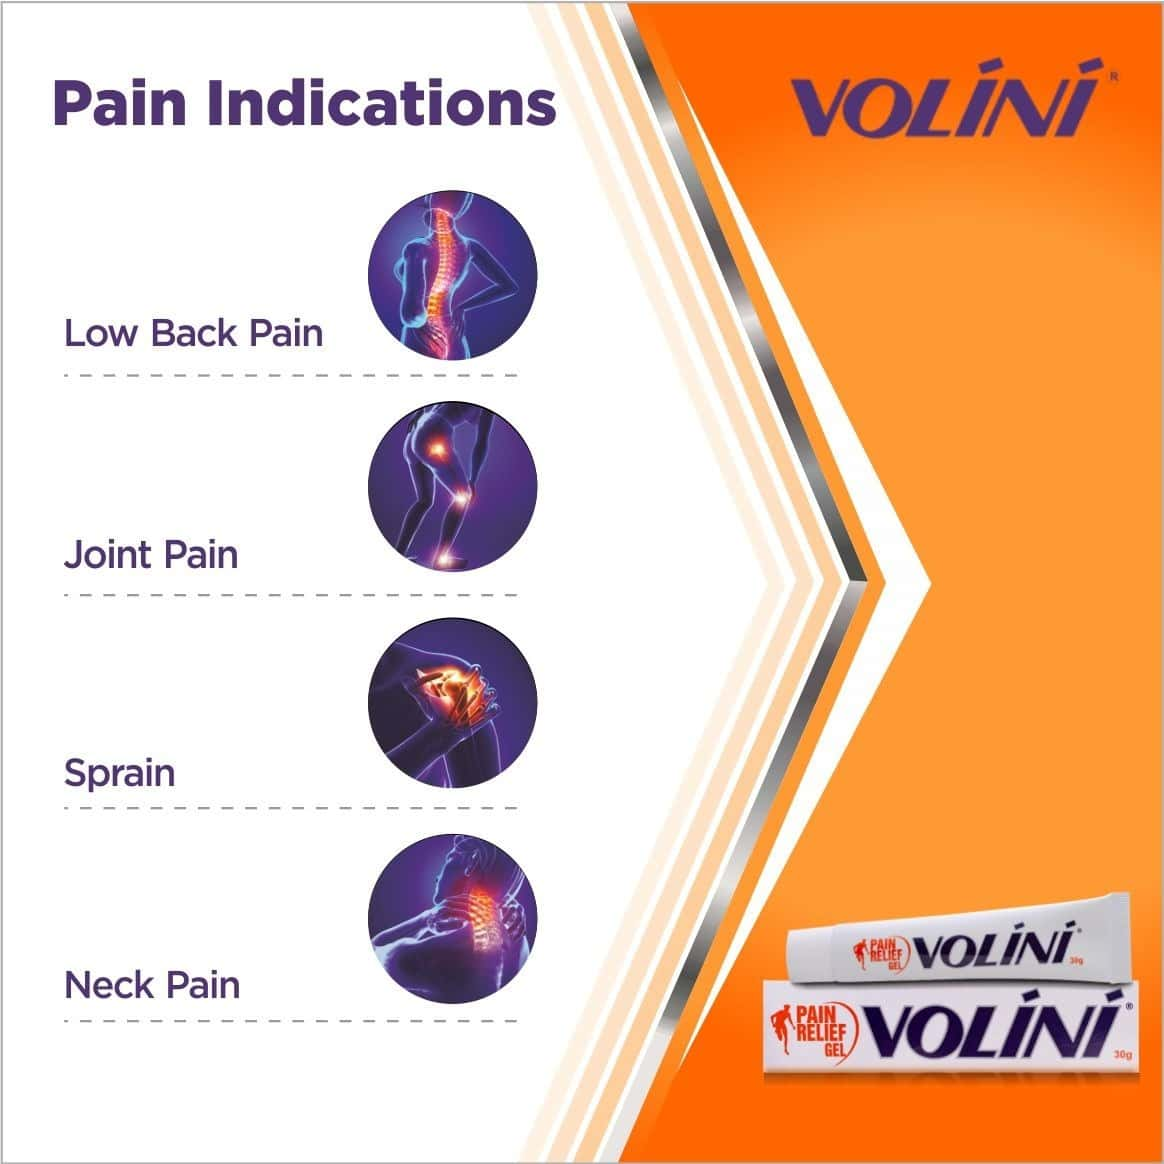 Pain Indications
VOLINI®
Low Back Pain
Joint Pain
Sprain
Neck Pain
PAIN
RELIEF
GEL
VOLINI®
30g
PAIN
RELIEF
GEL
VOLINI®
30g